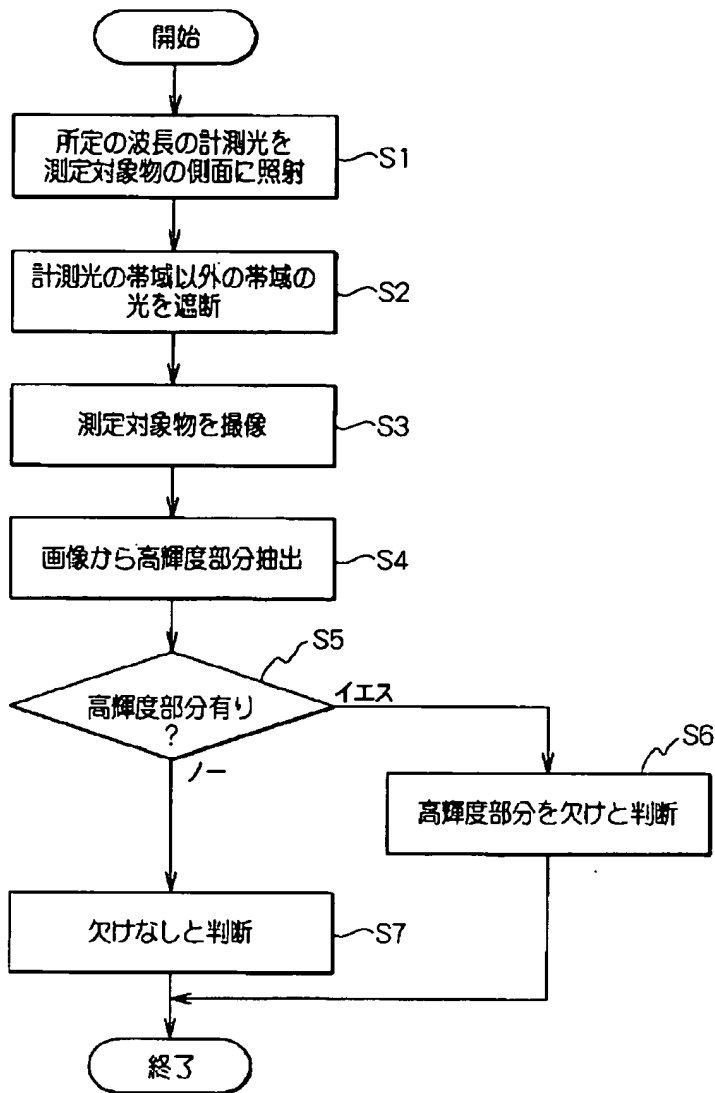 開始
所定の波長の計測光を
測定対象物の側面に照射
S1
計測光の帯域以外の帯域の
光を遮断
S2
測定対象物を撮像
S3
画像から高輝度部分抽出
S4
S5
高輝度部分有り
?
イエス
ノー
S6
高輝度部分を欠けと判断
欠けなしと判断
S7
終了